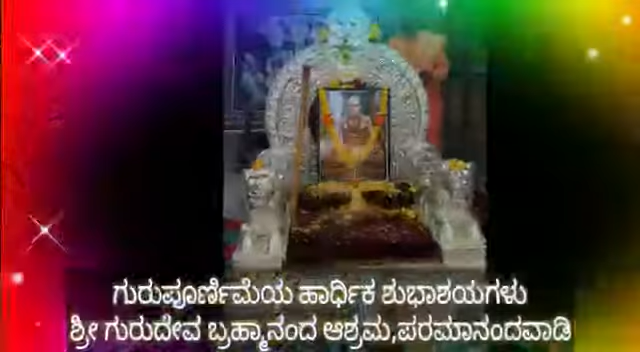 ಗುರುಪೂರ್ಣಿಮೆಯ ಹಾರ್ಧಿಕ ಶುಭಾಶಯಗಳು
ಶ್ರೀ ಗುರುದೇವ ಬ್ರಹ್ಮಾನಂದ ಆಶ್ರಮ,ಪರಮಾನಂದವಾಡಿ